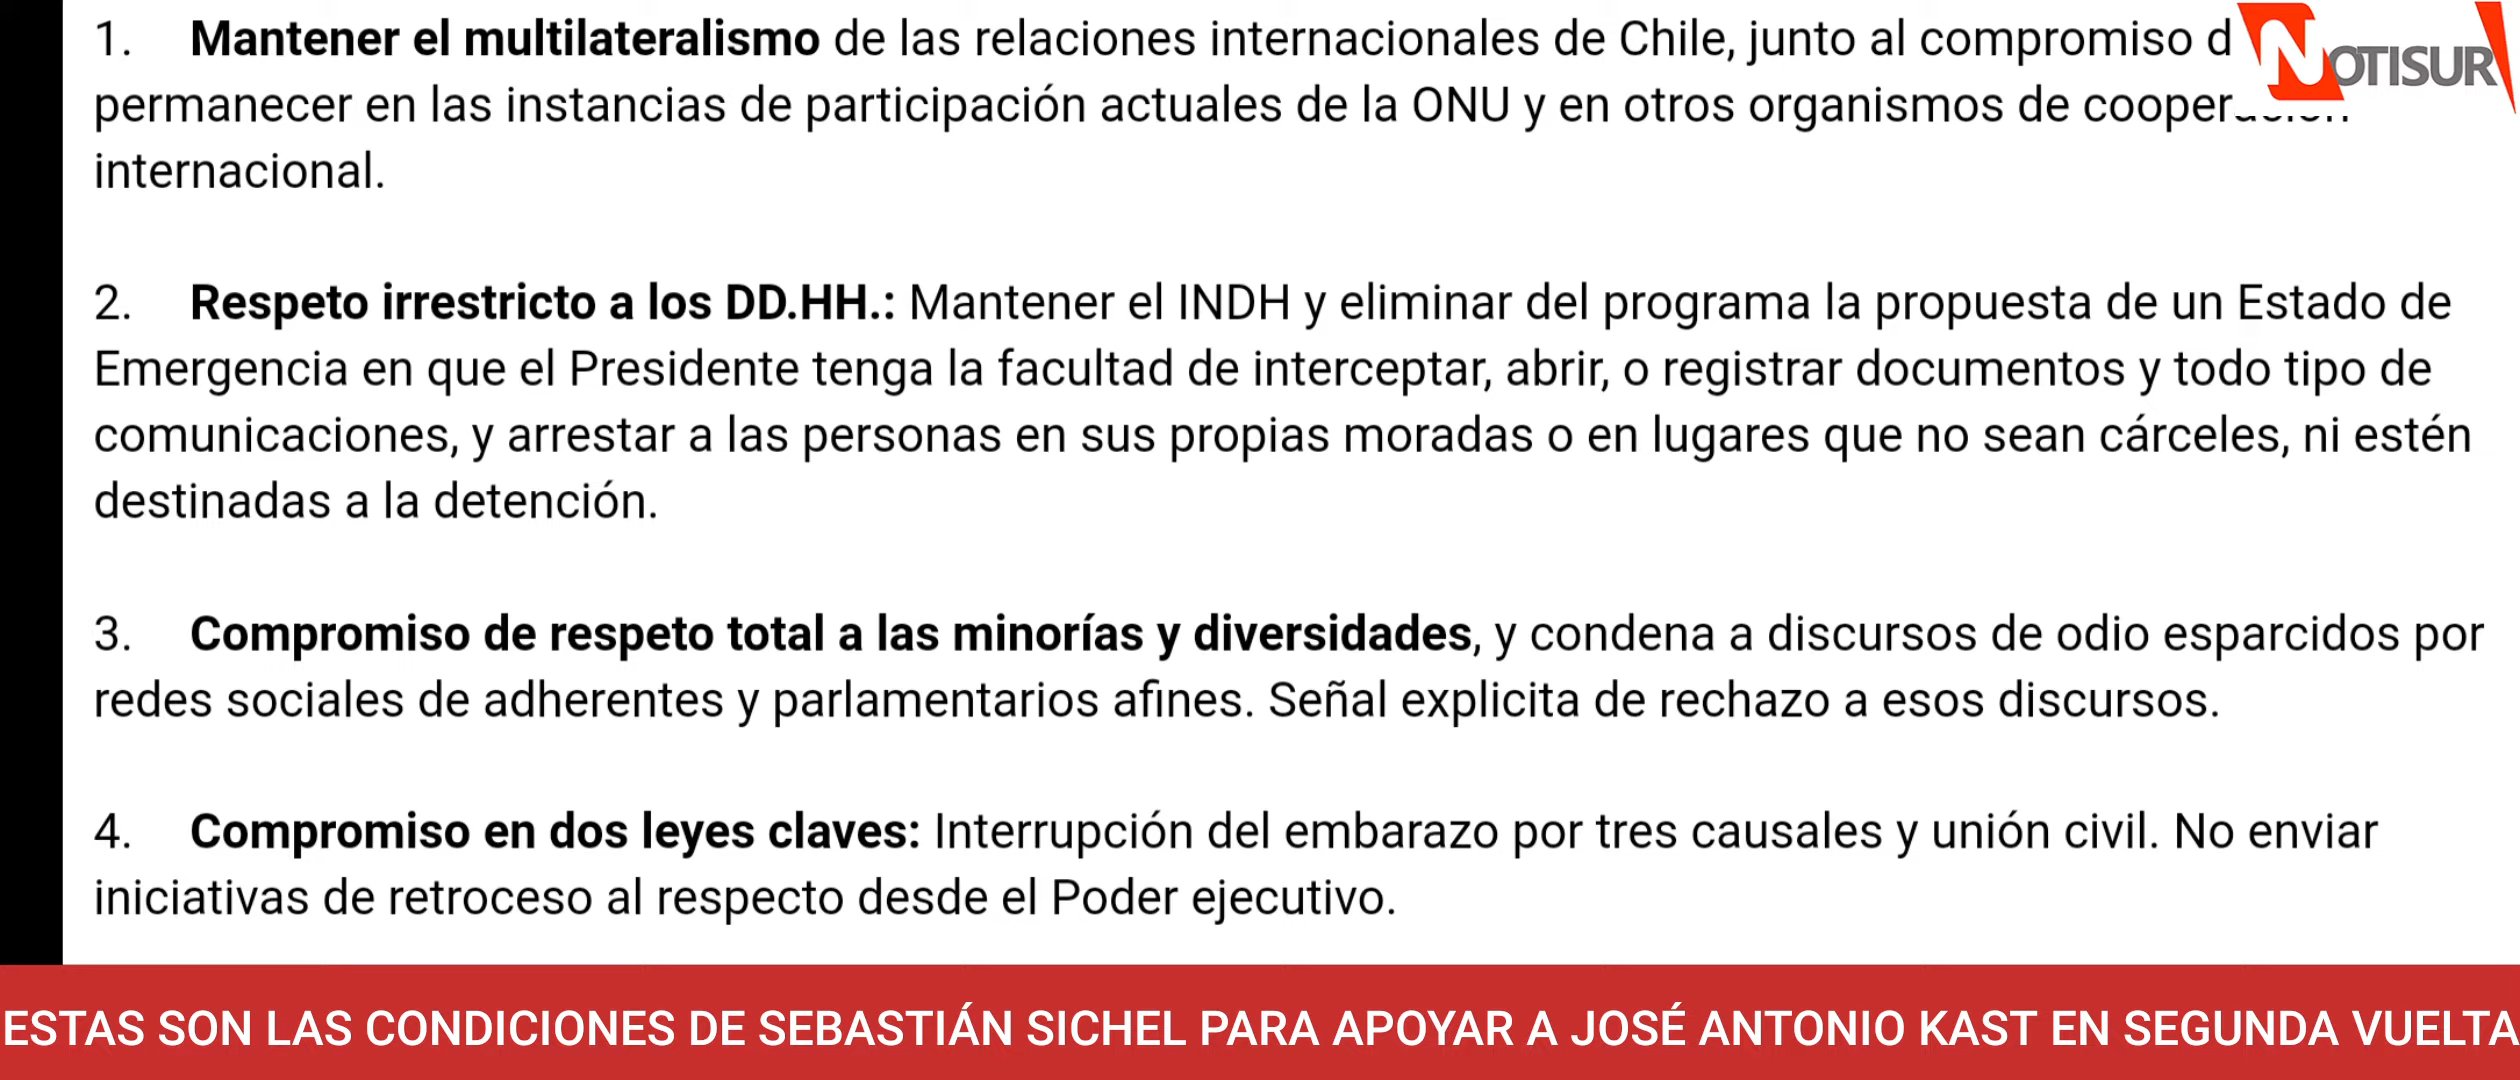 1. Mantener el multilateralismo de las relaciones internacionales de Chile, junto al compromiso d
NOTISUR
permanecer en las instancias de participación actuales de la ONU y en otros organismos de cooperación
internacional.
2. Respeto irrestricto a los DD.HH.: Mantener el INDH y eliminar del programa la propuesta de un Estado de
Emergencia en que el Presidente tenga la facultad de interceptar, abrir, o registrar documentos y todo tipo de
comunicaciones, y arrestar a las personas en sus propias moradas o en lugares que no sean cárceles, ni estén
destinadas a la detención.
3. Compromiso de respeto total a las minorías y diversidades, y condena a discursos de odio esparcidos por
redes sociales de adherentes y parlamentarios afines. Señal explicita de rechazo a esos discursos.
4. Compromiso en dos leyes claves: Interrupción del embarazo por tres causales y unión civil. No enviar
iniciativas de retroceso al respecto desde el Poder ejecutivo.
ESTAS SON LAS CONDICIONES DE SEBASTIÁN SICHEL PARA APOYAR A JOSÉ ANTONIO KAST EN SEGUNDA VUELTA